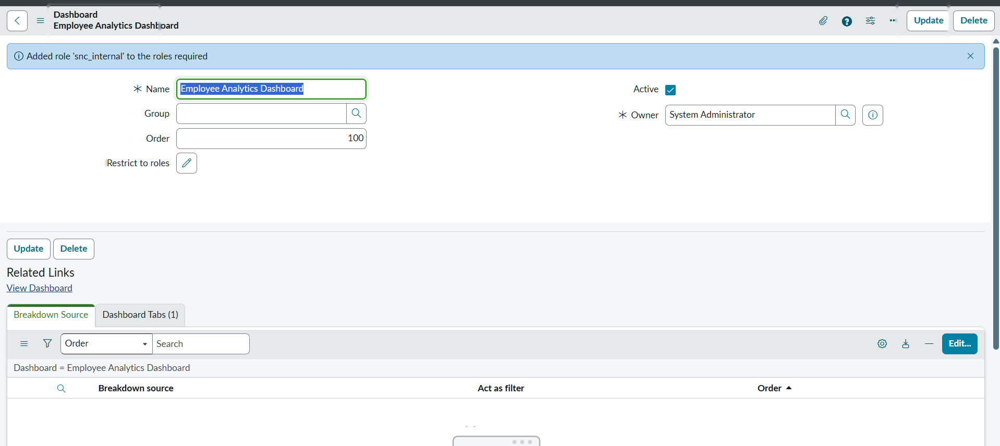 Dashboard
Employee Analytics Dashboard
Update
Delete
Added role 'snc_internal' to the roles required
Name
Employee Analytics Dashboard
Active
Group
Owner
System Administrator
Order
100
Restrict to roles
Update
Delete
Related Links
View Dashboard
Breakdown Source
Dashboard Tabs (1)
Order
Search
Edit...
Dashboard = Employee Analytics Dashboard
Breakdown source
Act as filter
Order